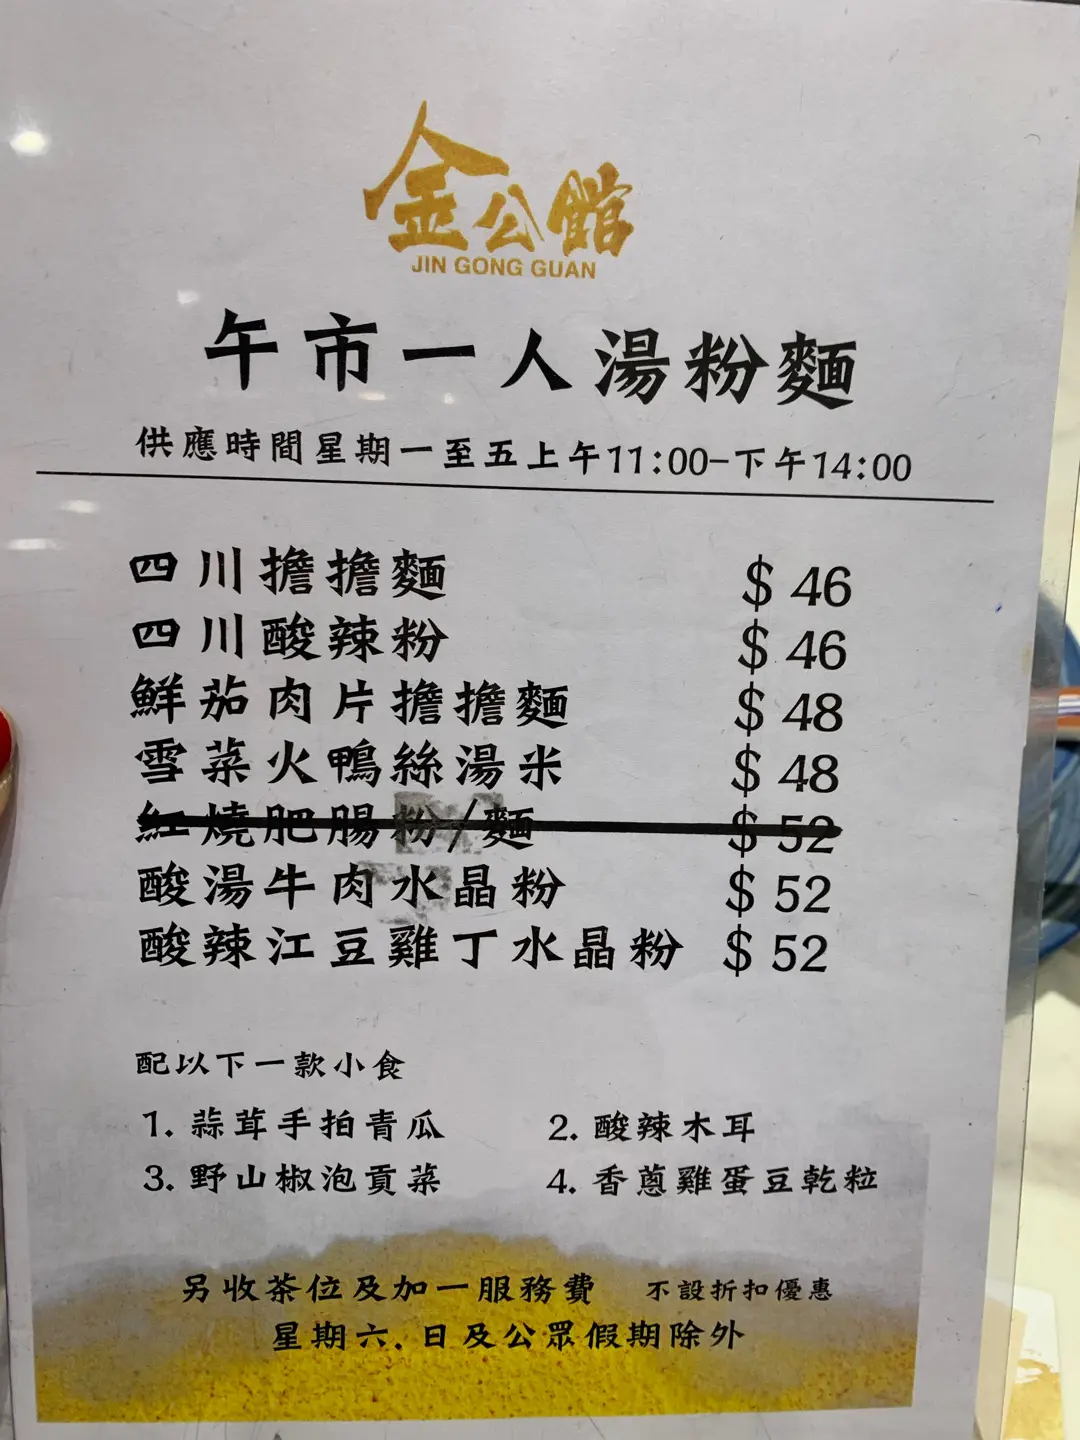 金公館
JIN GONG GUAN
午市一人湯粉麵
供應時間星期一至五上午11:00-下午14:00
四川擔擔麵 $ 46
四川酸辣粉 $ 46
鮮茄肉片擔擔麵 $ 48
雪菜火鴨絲湯米 $ 48
紅燒肥腸粉/麵 $ 52
酸湯牛肉水晶粉 $ 52
酸辣江豆雞丁水晶粉 $ 52
配以下一款小食
1. 蒜茸手拍青瓜 2. 酸辣木耳
3. 野山椒泡貢菜 4. 香蔥雞蛋豆乾粒
另收茶位及加一服務費 不設折扣優惠
星期六.日及公眾假期除外